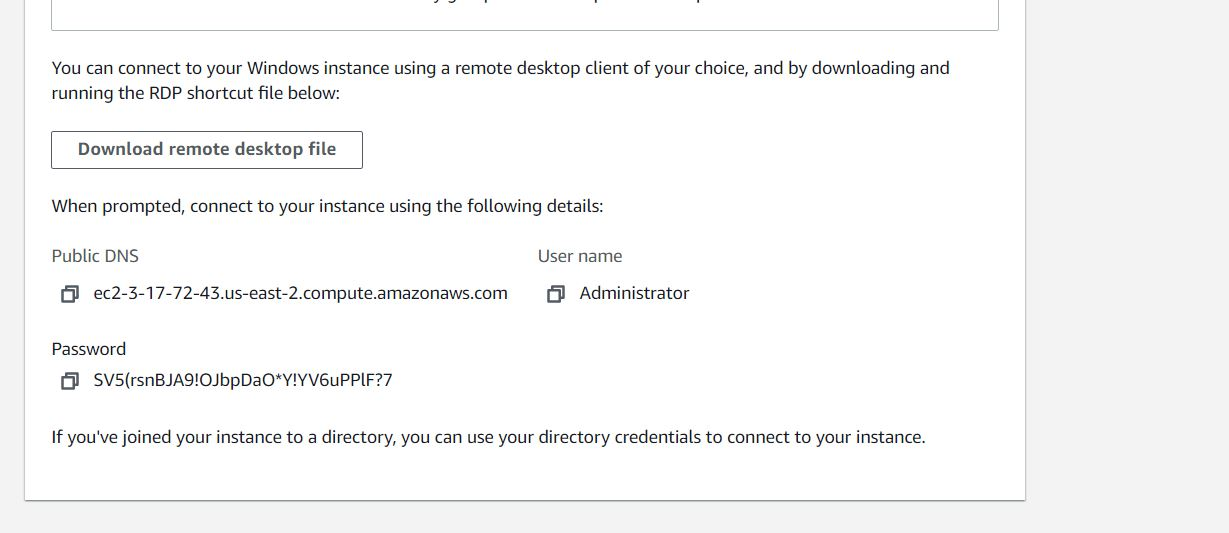 You can connect to your Windows instance using a remote desktop client of your choice, and by downloading and
running the RDP shortcut file below:
Download remote desktop file
When prompted, connect to your instance using the following details:
Public DNS
User name
ec2-3-17-72-43.us-east-2.compute.amazonaws.com
Administrator
Password
SV5(rsnBJA9!OJbpDaO*Y!YV6uPPlF?7
If you've joined your instance to a directory, you can use your directory credentials to connect to your instance.